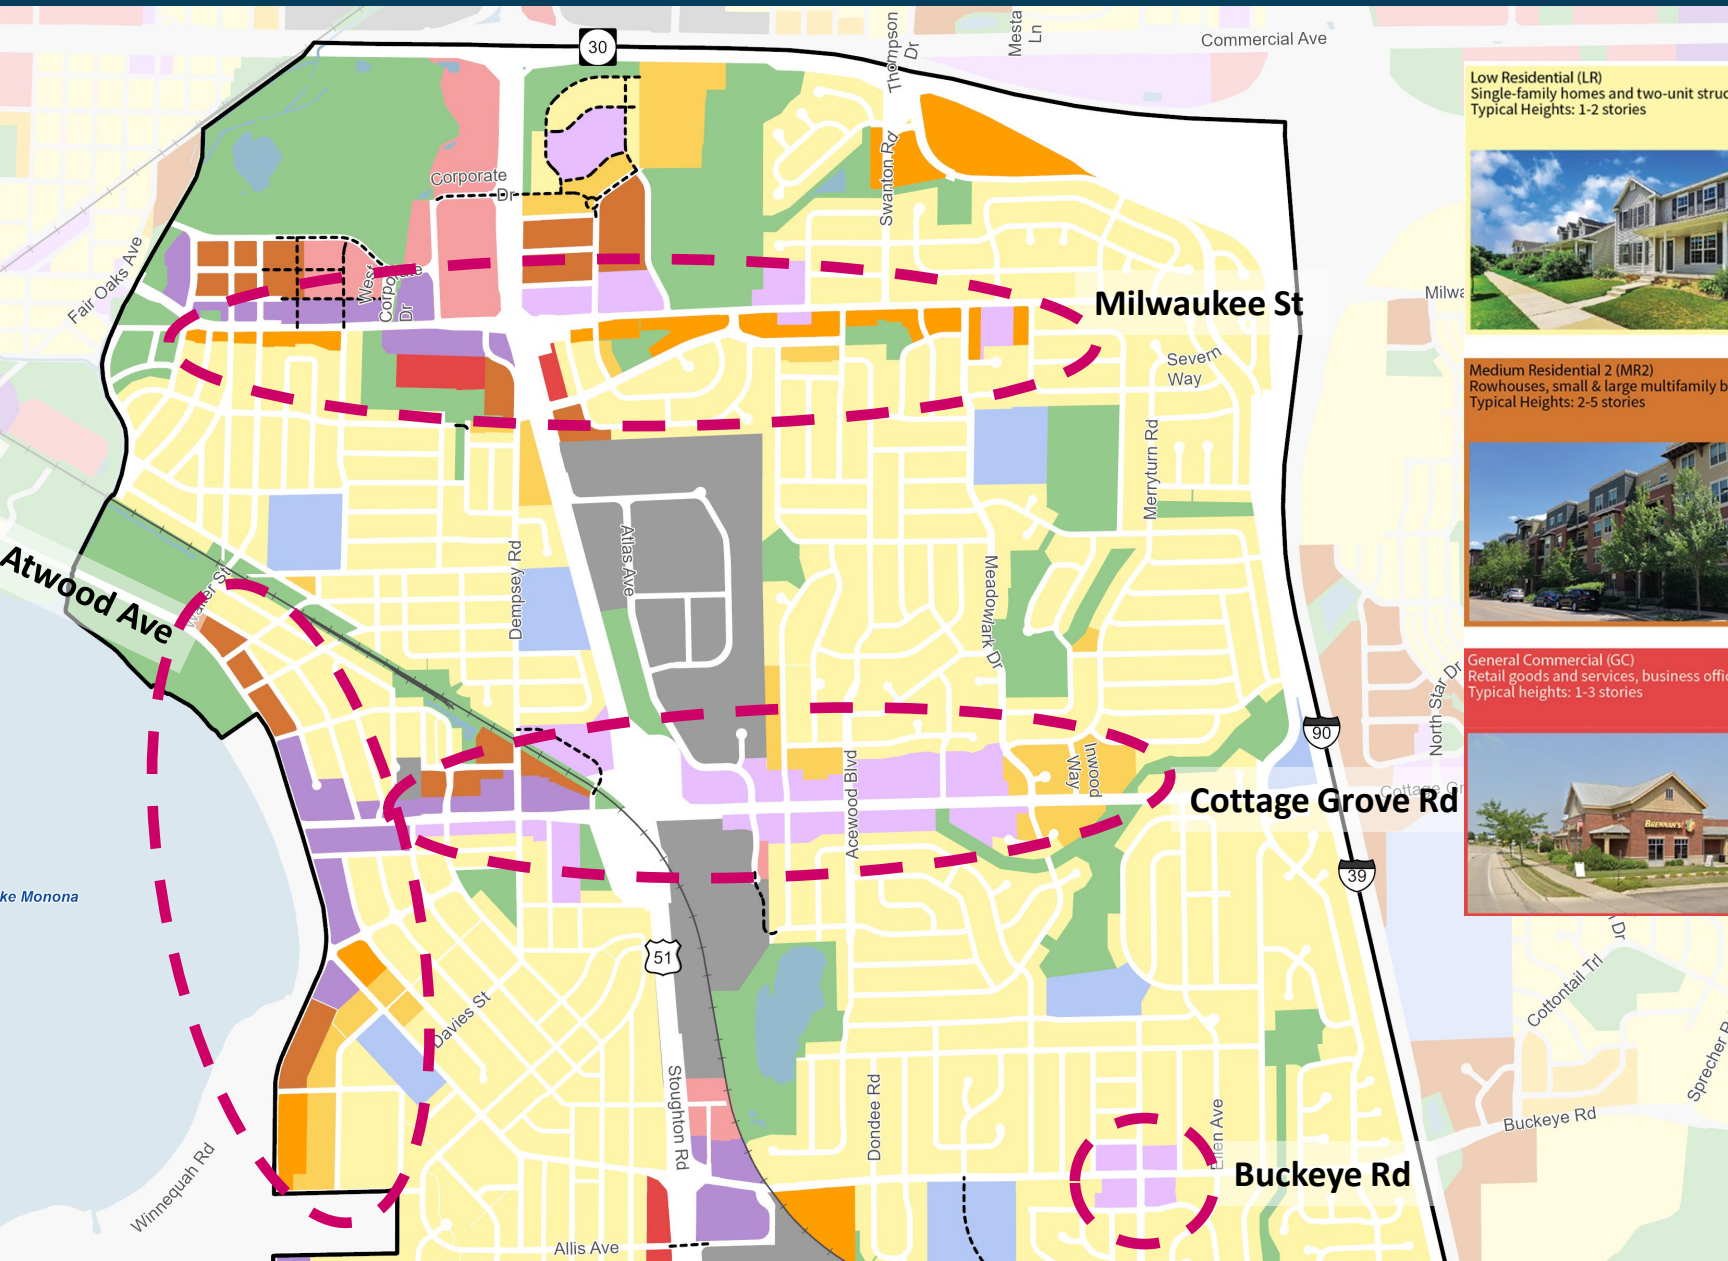 30
Thompson
Dr
Mesta
Ln
Commercial Ave
Low Residential (LR)
Single-family homes and two-unit
Typical Heights: 1-2 stories
Corporate
Dr
Swanton Rd
Fair Oaks Ave
West
Corporate
Dr
Milwaukee St
Severn
Way
Medium Residential 2 (MR2)
Rowhouses, small & large multifamily
Typical Heights: 2-5 stories
Merryturn Rd
Atlas Ave
Dempsey Rd
Meadowlark Dr
Atwood Ave
Walter St
General Commercial (GC)
Retail goods and services, business
Typical heights: 1-3 stories
North Star Dr
90
Inwood
Way
Acewood Blvd
Cottage Grove Rd
Cottage
BRENNAN'S
39
Monona
51
Dr
Cottontail Trl
Davies St
Sprecher
Stoughton Rd
Dondee Rd
Ellen Ave
Buckeye Rd
Buckeye Rd
Winnequah Rd
Allis Ave